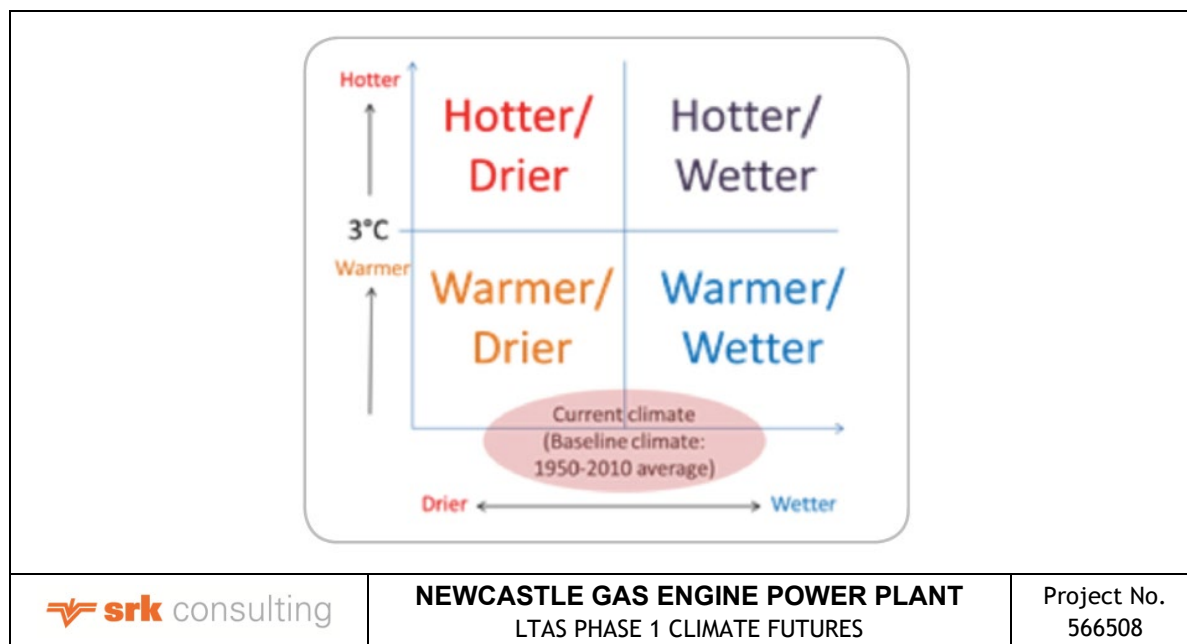 Hotter
Hotter/
Drier
Hotter/
Wetter
3°C
Warmer
Warmer/
Drier
Warmer/
Wetter
Current climate
(Baseline climate:
1950-2010 average)
Drier
Wetter
srk consulting
NEWCASTLE GAS ENGINE POWER PLANT
LTAS PHASE 1 CLIMATE FUTURES
Project No.
566508